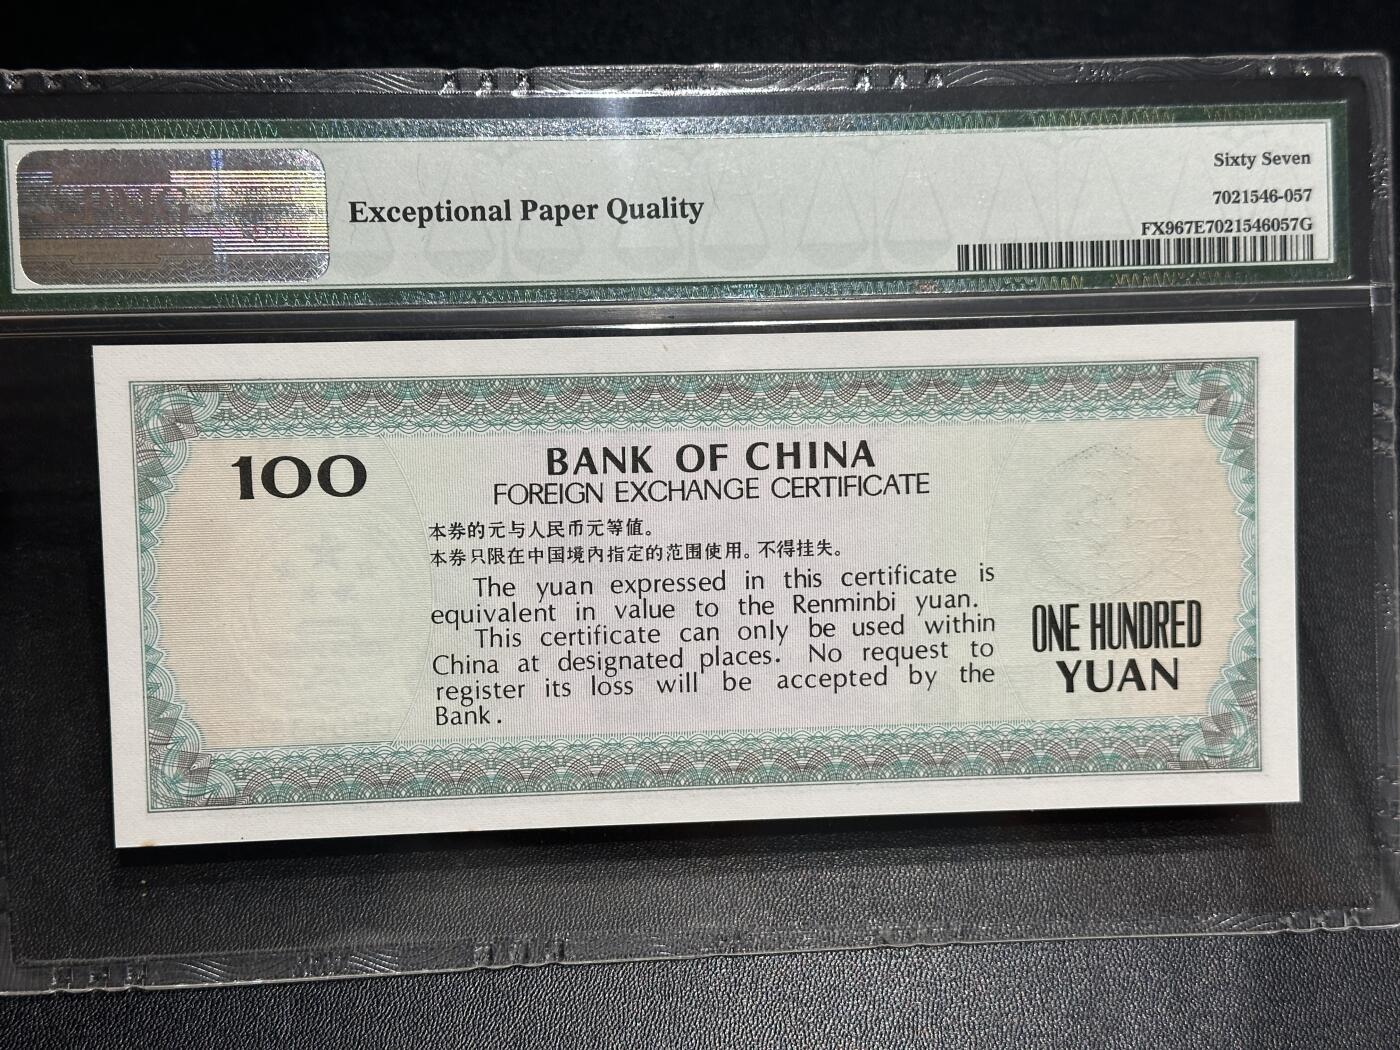 Exceptional Paper Quality
Sixty Seven
7021546-057
FX967E7021546057G
100
BANK OF CHINA
FOREIGN EXCHANGE CERTIFICATE
本券的元与人民币元等值。
本券只限在中国境内指定的范围使用。不得挂失。
The yuan expressed in this certificate is
equivalent in value to the Renminbi yuan.
This certificate can only be used within
China at designated places. No request to
register its loss will be accepted by the
Bank.
ONE HUNDRED
YUAN